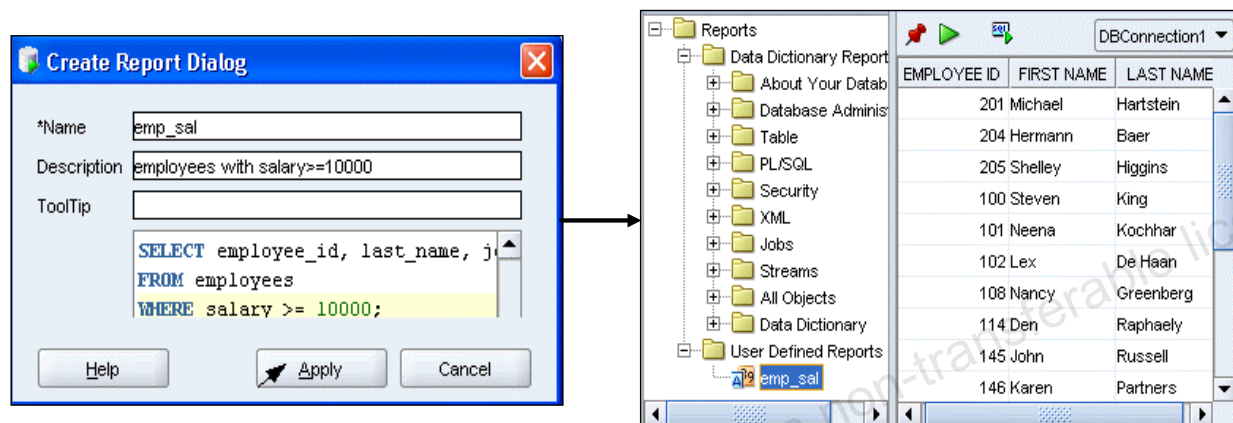 Create Report Dialog
*Name emp_sal
Description employees with salary>=10000
ToolTip
SELECT employee_id, last_name, j
FROM employees
WHERE salary >= 10000;
Help Apply Cancel
Reports
Data Dictionary Report
About Your Datab
Database Adminis
Table
PL/SQL
Security
XML
Jobs
Streams
All Objects
Data Dictionary
User Defined Reports
emp_sal
SQL DBConnection1
EMPLOYEE ID FIRST NAME LAST NAME
201 Michael Hartstein
204 Hermann Baer
205 Shelley Higgins
100 Steven King
101 Neena Kochhar
102 Lex De Haan
108 Nancy Greenberg
114 Den Raphaely
145 John Russell
146 Karen Partners
non-transferable lic